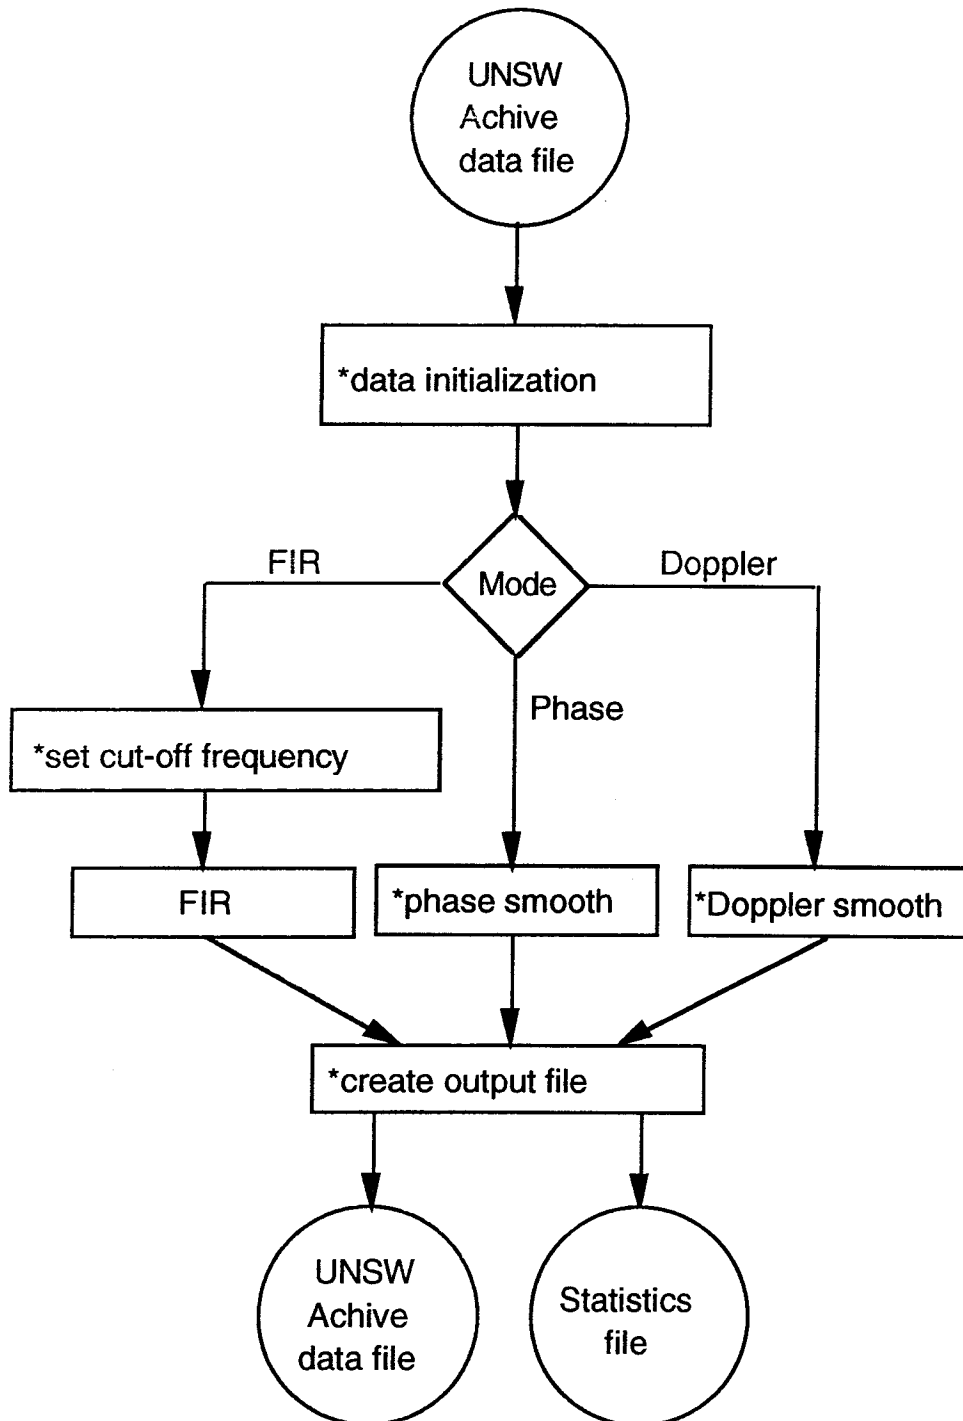 UNSW
Achive
data file
*data initialization
FIR
Mode
Doppler
Phase
*set cut-off frequency
FIR
*phase smooth
*Doppler smooth
*create output file
UNSW
Achive
data file
Statistics
file